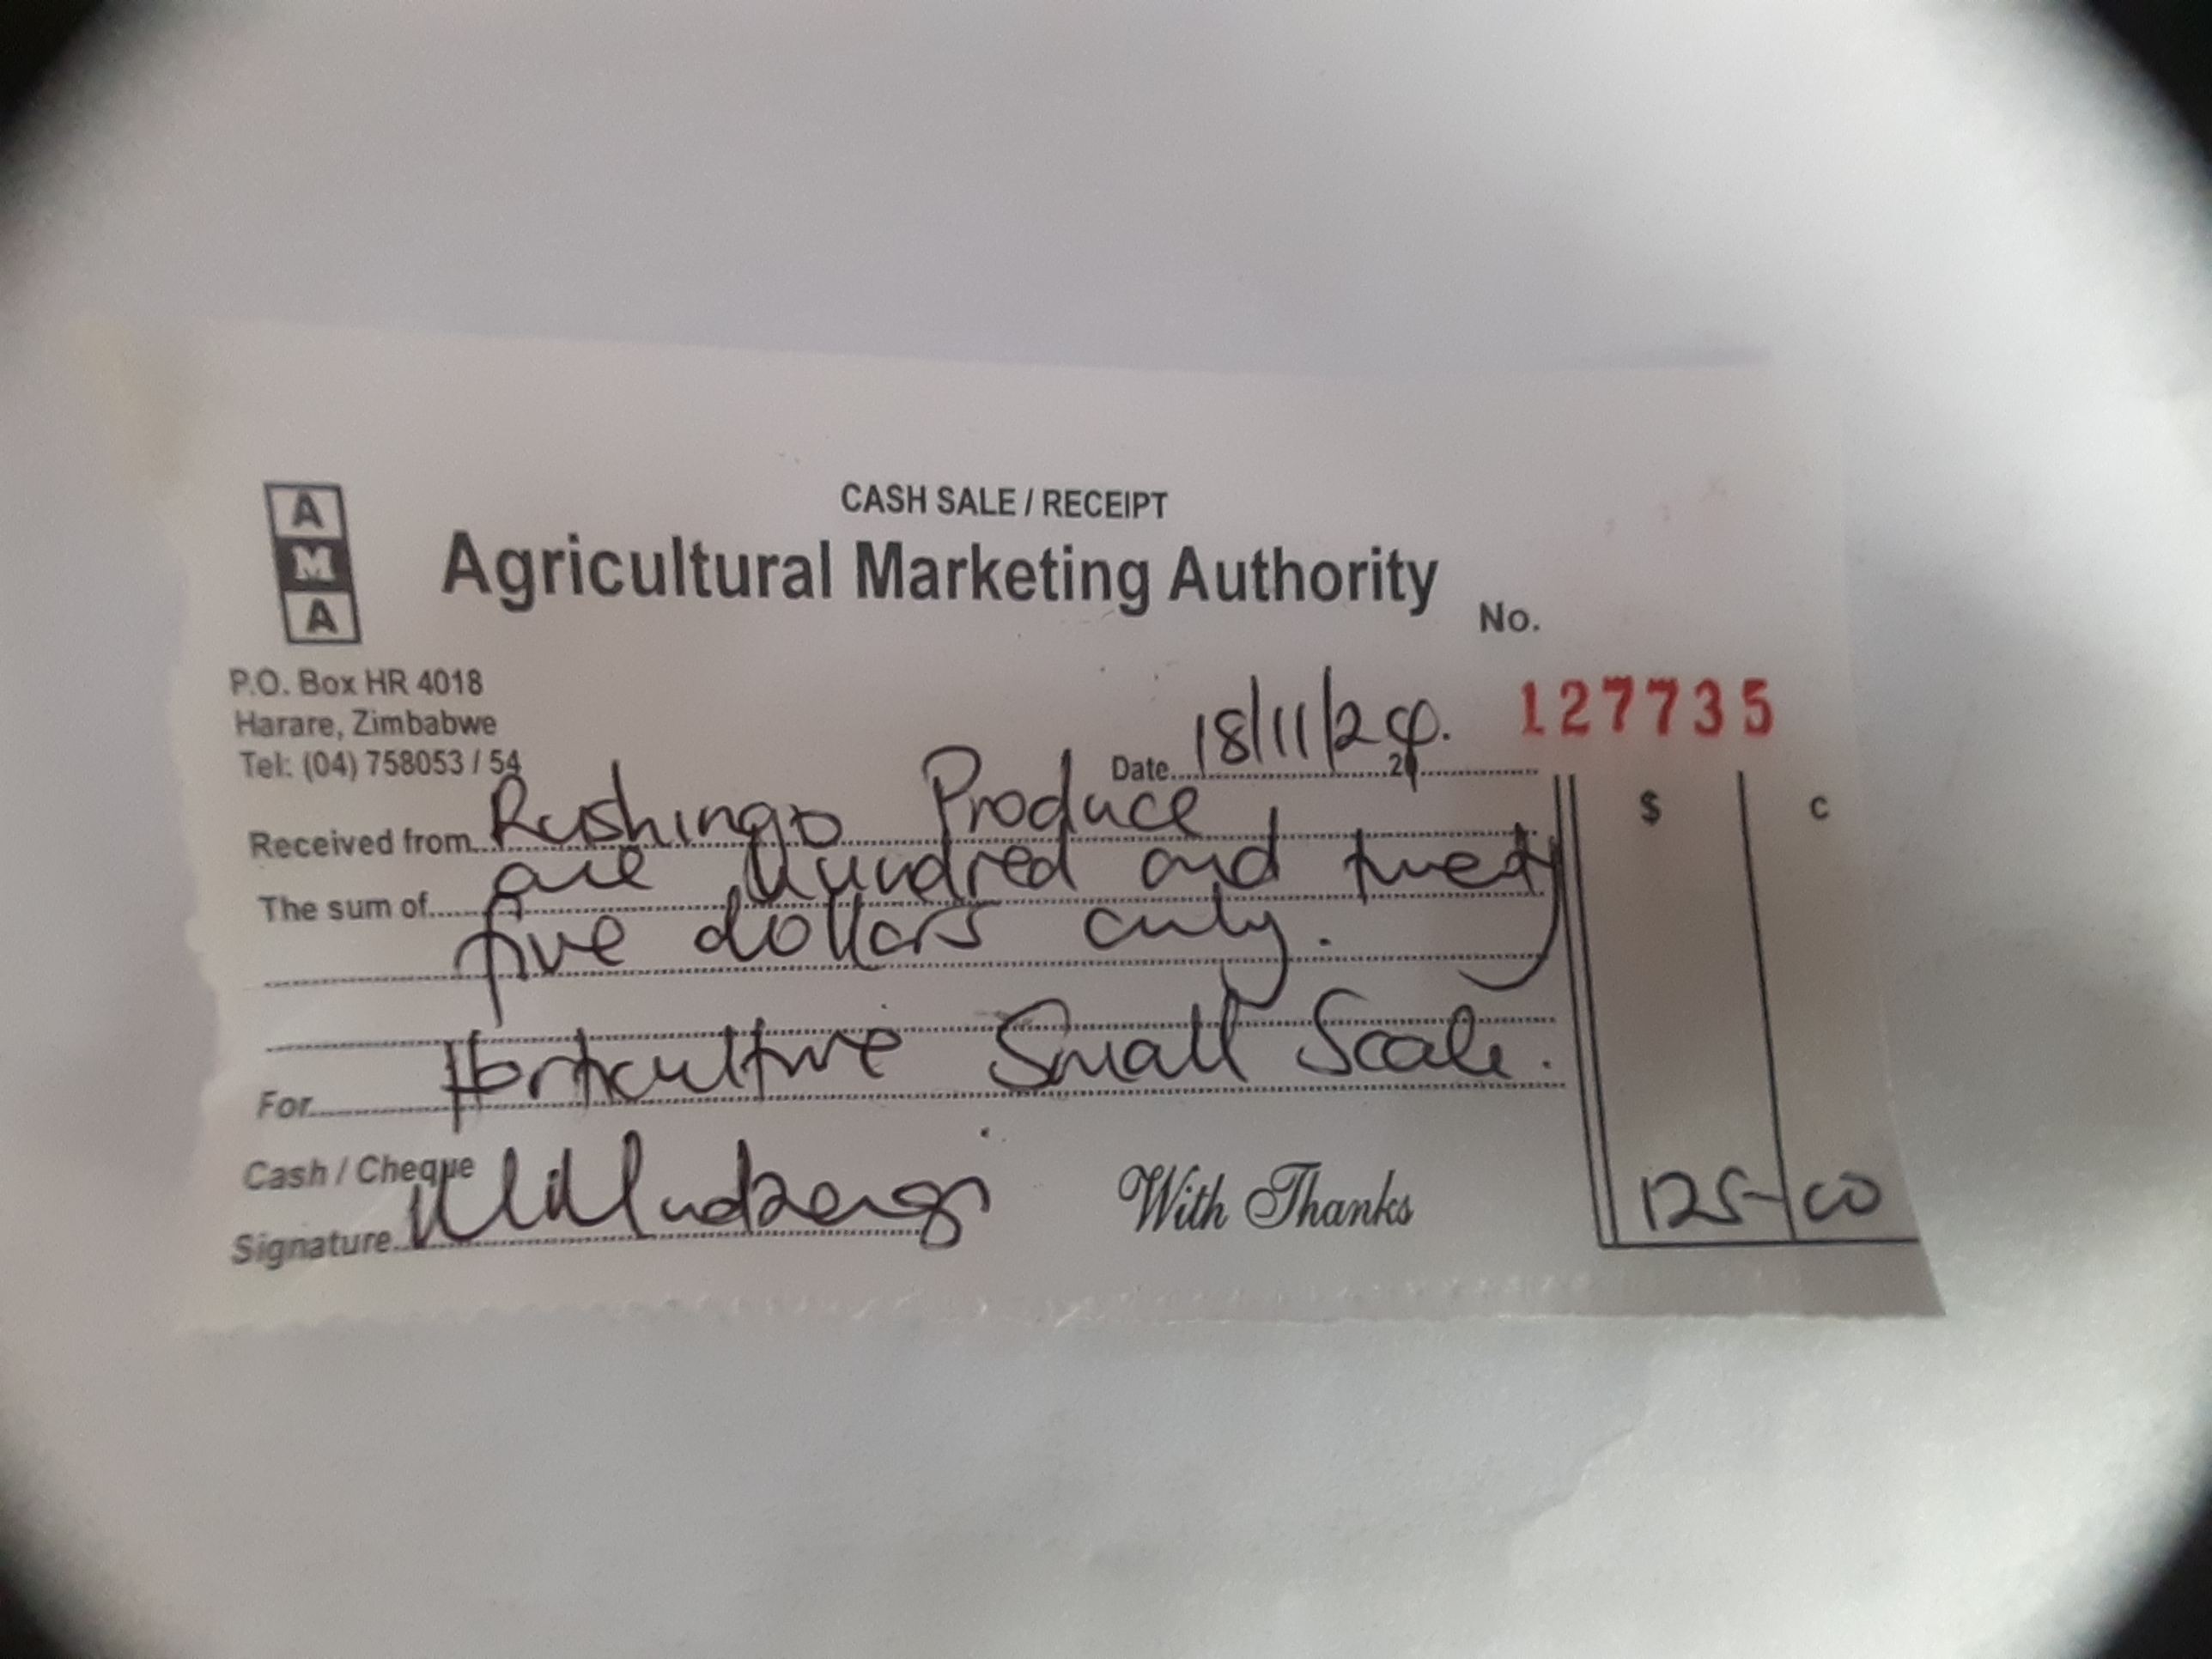 A
M
A
CASH SALE / RECEIPT
Agricultural Marketing Authority
No.
127735
P.O. Box HR 4018
Harare, Zimbabwe
Tel: (04) 758053 / 54
Date 18/11/24. 20
Received from Rushingo Produce
The sum of one hundred and twenty
five dollars only.
For Horticulture Small Scale.
$ c
Cash / Cheque
Signature
With Thanks
125-00